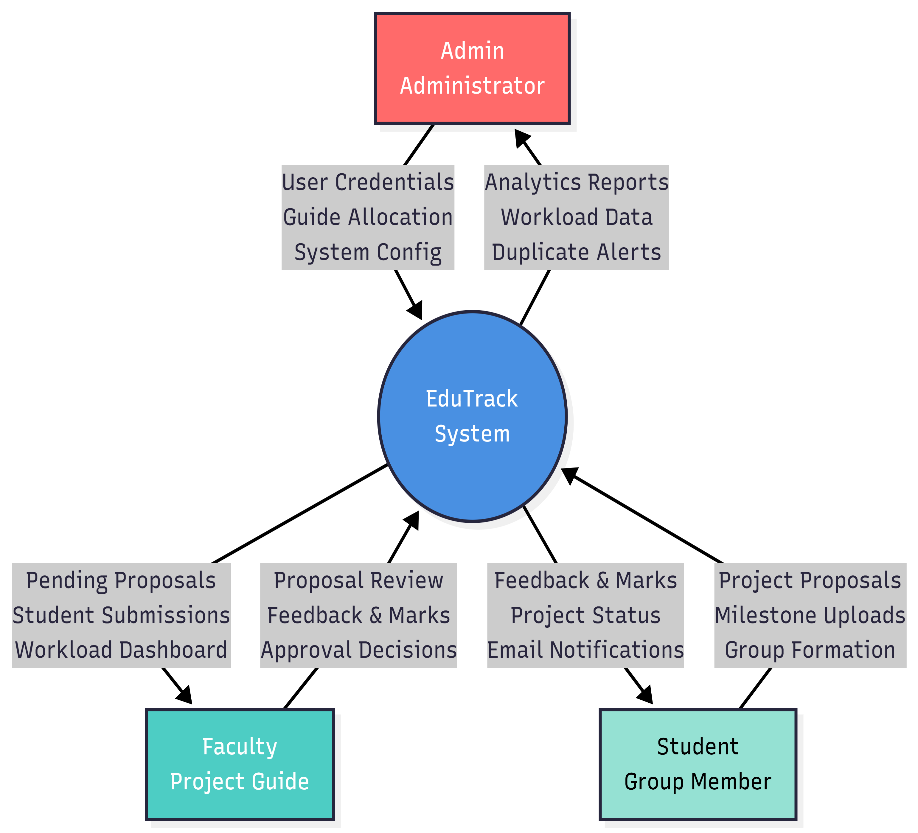 Admin
Administrator
User Credentials
Guide Allocation
System Config
Analytics Reports
Workload Data
Duplicate Alerts
EduTrack
System
Pending Proposals
Student Submissions
Workload Dashboard
Proposal Review
Feedback & Marks
Approval Decisions
Feedback & Marks
Project Status
Email Notifications
Project Proposals
Milestone Uploads
Group Formation
Faculty
Project Guide
Student
Group Member